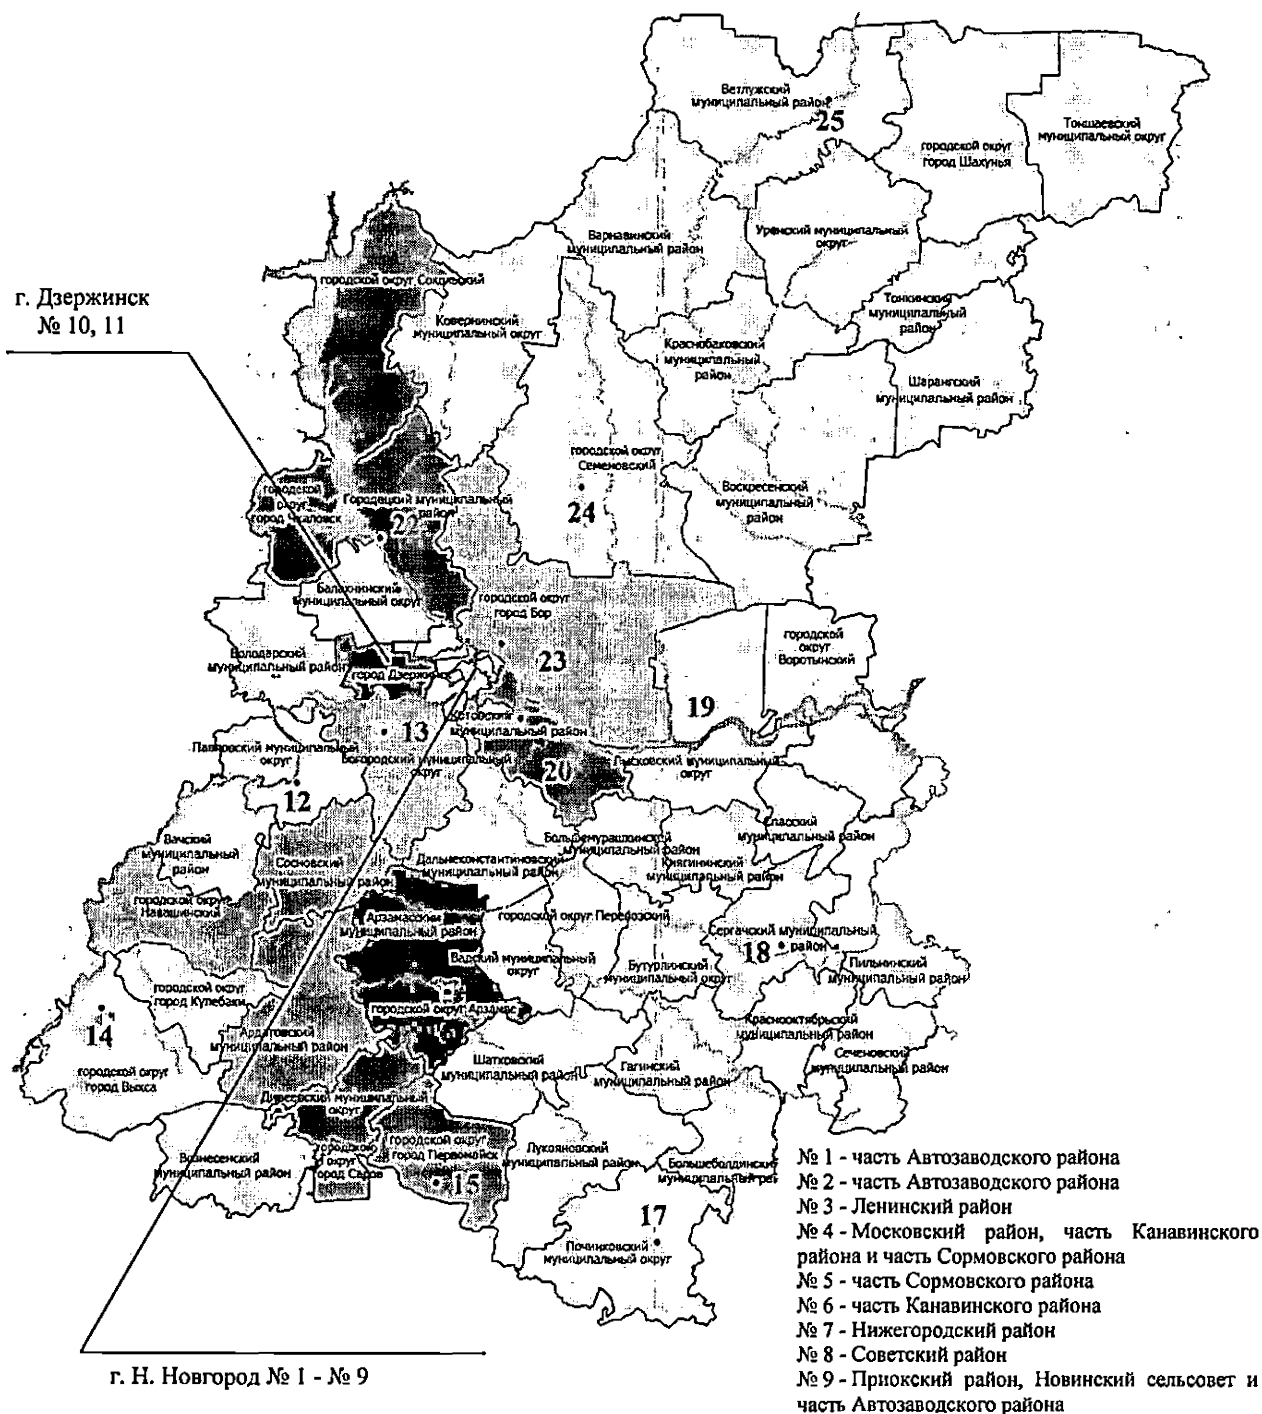 Ветлужский
муниципальный район
25
Тоншаевский
муниципальный округ
городской округ
город Шахунья
Варнавинский
муниципальный район
Уренский муниципальный
округ
городской округ Сокольский
г. Дзержинск
№ 10, 11
Ковернинский
муниципальный округ
Тонкинский
муниципальный
район
Краснобаковский
муниципальный
район
Шарангский
муниципальный район
городской округ
Семеновский
24
Воскресенский
муниципальный
район
городской
округ
город Чкаловск
Городецкий муниципальный
район
22
Балахнинский
муниципальный округ
городской округ
город Бор
23
городской
округ
Воротынский
Володарский
муниципальный район
город Дзержинск
19
13
Кстовский
муниципальный
район
Павловский муниципальный
округ
12
Богородский муниципальный
округ
20
Лысковский муниципальный
округ
Вачский
муниципальный
район
Сосновский
муниципальный район
Дальнеконстантиновский
муниципальный район
Большемурашкинский
муниципальный район
Спасский
муниципальный район
Княгининский
муниципальный район
городской округ
Навашинский
Арзамасский
муниципальный район
городской округ Перевозский
Сергачский муниципальный
район
18
Вадский муниципальный
округ
Бутурлинский
муниципальный округ
Пильнинский
муниципальный район
городской округ
город Кулебаки
городской округ Арзамас
14
городской округ
город Выкса
Ардатовский
муниципальный район
Шатковский
муниципальный район
Гагинский
муниципальный район
Краснооктябрьский
муниципальный район
Сеченовский
муниципальный район
Дивеевский муниципальный
округ
Вознесенский
муниципальный район
городской
округ
город Саров
городской округ
город Первомайск
15
Лукояновский
муниципальный район
Большеболдинский
муниципальный
17
Починковский
муниципальный округ
г. Н. Новгород № 1 - № 9
№ 1 - часть Автозаводского района
№ 2 - часть Автозаводского района
№ 3 - Ленинский район
№ 4 - Московский район, часть Канавинского
района и часть Сормовского района
№ 5 - часть Сормовского района
№ 6 - часть Канавинского района
№ 7 - Нижегородский район
№ 8 - Советский район
№ 9 - Приокский район, Новинский сельсовет и
часть Автозаводского района